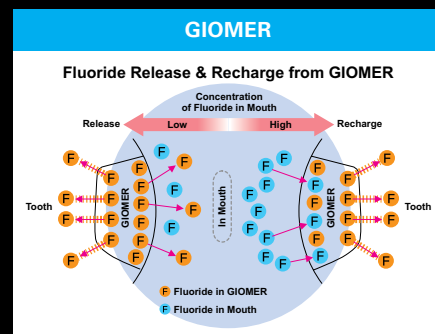 GIOMER
Fluoride Release & Recharge from GIOMER
Concentration
of Fluoride in Mouth
Release
Low
High
Recharge
F F F F F F F F F F F F F F F F F F F
Tooth
GIOMER
In Mouth
F F F F F F F F F F F F F F F F F F F F F F F
GIOMER
Tooth
F Fluoride in GIOMER
F Fluoride in Mouth